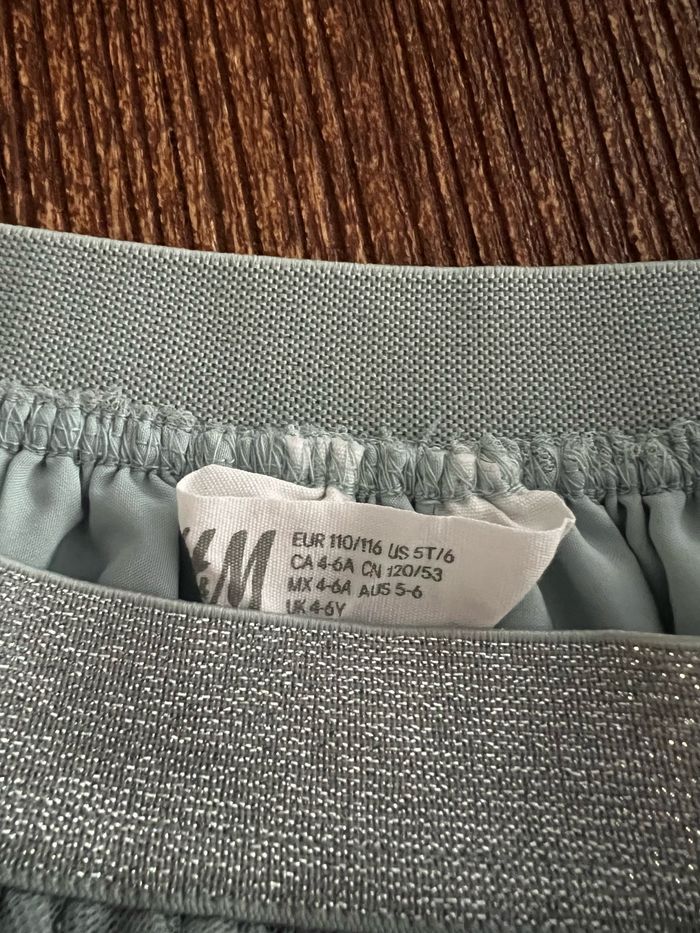 H&M
EUR 110/116 US 5T/6
CA 4-6A CN 120/53
MX 4-6A AUS 5-6
UK 4-6Y